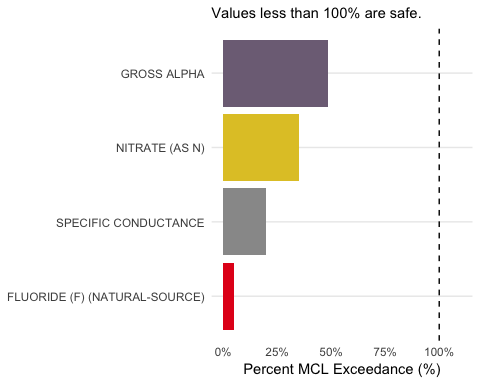 Values less than 100% are safe.
GROSS ALPHA
NITRATE (AS N)
SPECIFIC CONDUCTANCE
FLUORIDE (F) (NATURAL-SOURCE)
0% 25% 50% 75% 100%
Percent MCL Exceedance (%)